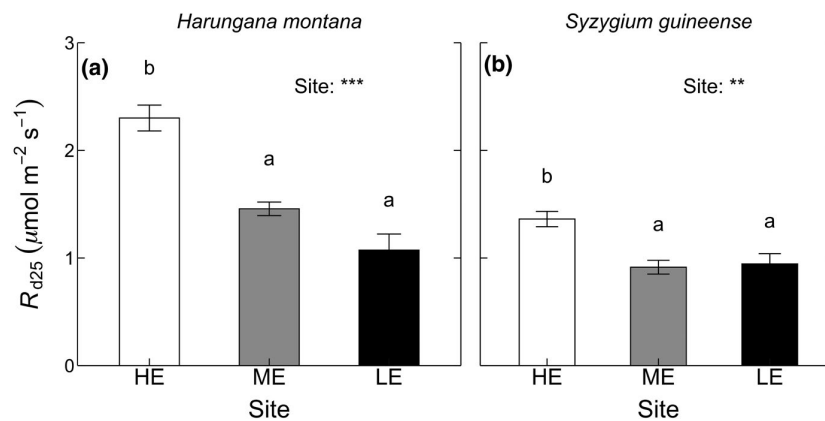 Harungana montana
Syzygium guineense
3
2
1
0
R_d25 (μmol m⁻² s⁻¹)
(a)
b
Site: ***
a
a
HE
ME
LE
Site
(b)
Site: **
b
a
a
HE
ME
LE
Site